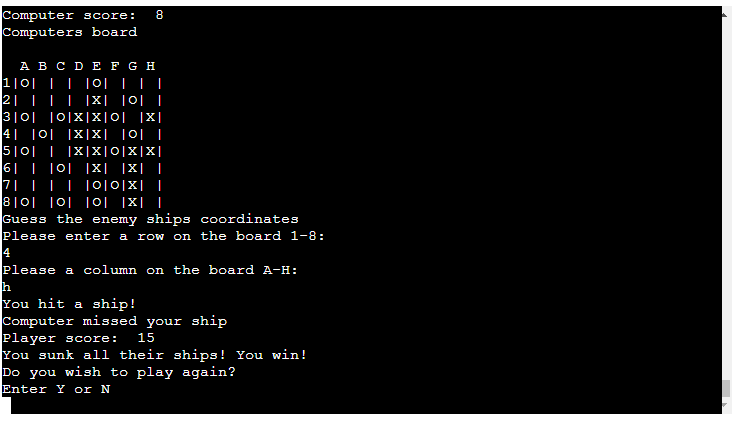 Computer score:  8
Computers board
  A B C D E F G H
1|O| | | |O| | | |
2| | | | |X| |O| |
3|O| |O|X|X|O| |X|
4| |O| |X|X| |O| |
5|O| | |X|X|O|X|X|
6| | |O| |X| |X| |
7| | | | |O|O|X| |
8|O| |O| |O| |X| |
Guess the enemy ships coordinates
Please enter a row on the board 1-8:
4
Please a column on the board A-H:
h
You hit a ship!
Computer missed your ship
Player score:  15
You sunk all their ships! You win!
Do you wish to play again?
Enter Y or N